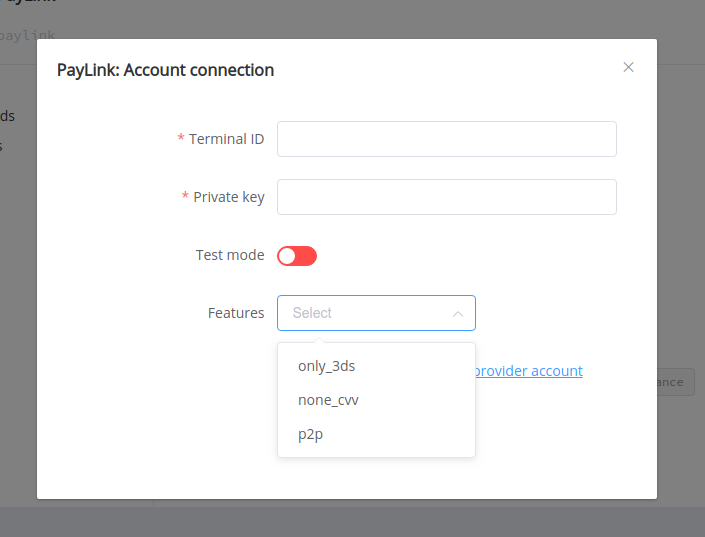 PayLink
paylink
PayLink: Account connection
ds
s
* Terminal ID
* Private key
Test mode
Features
Select
only_3ds
none_cvv
p2p
provider account
ance